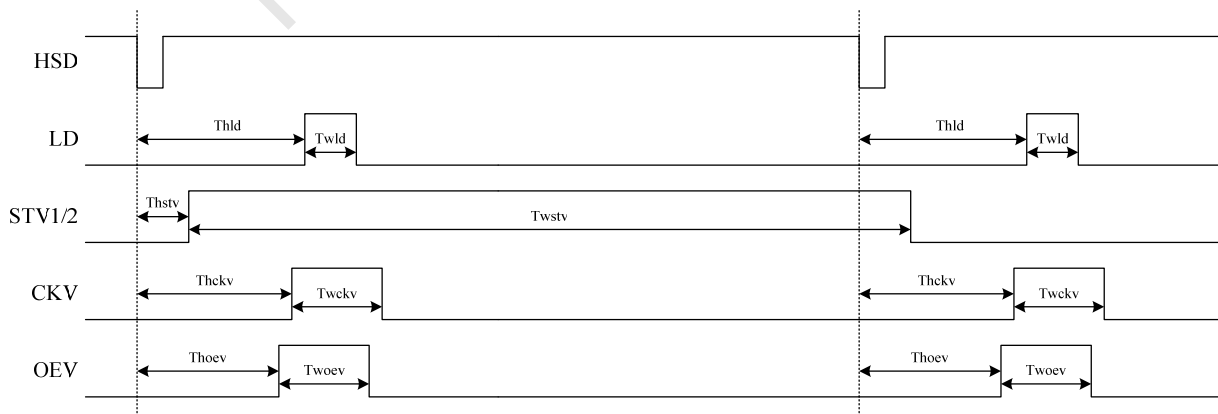 HSD
LD
Thld
Twld
Thld
Twld
STV1/2
Thstv
Twstv
CKV
Thckv
Twckv
Thckv
Twckv
OEV
Thoev
Twoev
Thoev
Twoev